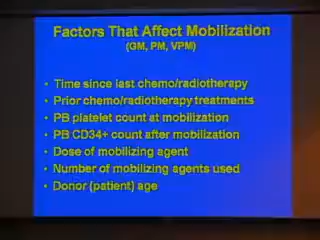 Factors That Affect Mobilization
(GM, PM, VPM)
• Time since last chemo/radiotherapy
• Prior chemo/radiotherapy treatments
• PB platelet count at mobilization
• PB CD34+ count after mobilization
• Dose of mobilizing agent
• Number of mobilizing agents used
• Donor (patient) age